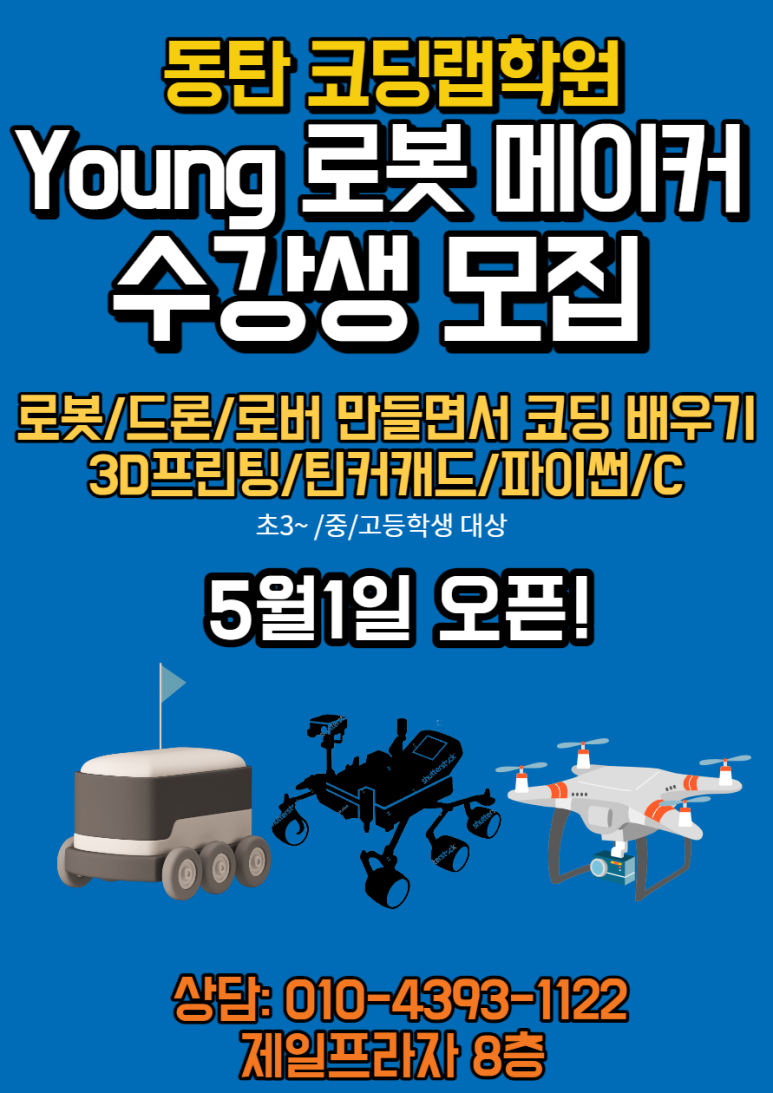 동탄 코딩랩학원
Young 로봇 메이커
수강생 모집
로봇/드론/로버 만들면서 코딩 배우기
3D프린팅/틴커캐드/파이썬/C
초3~ /중/고등학생 대상
5월1일 오픈!
shutterstock
상담: 010-4393-1122
제일프라자 8층